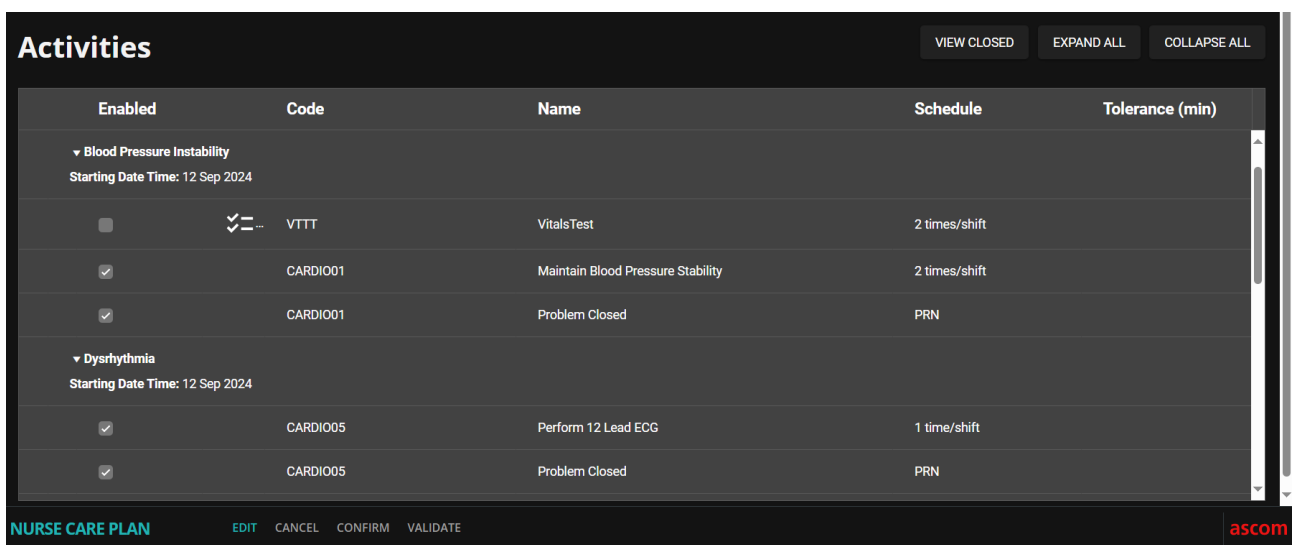 Activities VIEW CLOSED EXPAND ALL COLLAPSE ALL
Enabled Code Name Schedule Tolerance (min)
Blood Pressure Instability
Starting Date Time: 12 Sep 2024
... VTTT VitalsTest 2 times/shift
CARDIO01 Maintain Blood Pressure Stability 2 times/shift
CARDIO01 Problem Closed PRN
Dysrhythmia
Starting Date Time: 12 Sep 2024
CARDIO05 Perform 12 Lead ECG 1 time/shift
CARDIO05 Problem Closed PRN
NURSE CARE PLAN EDIT CANCEL CONFIRM VALIDATE ascom